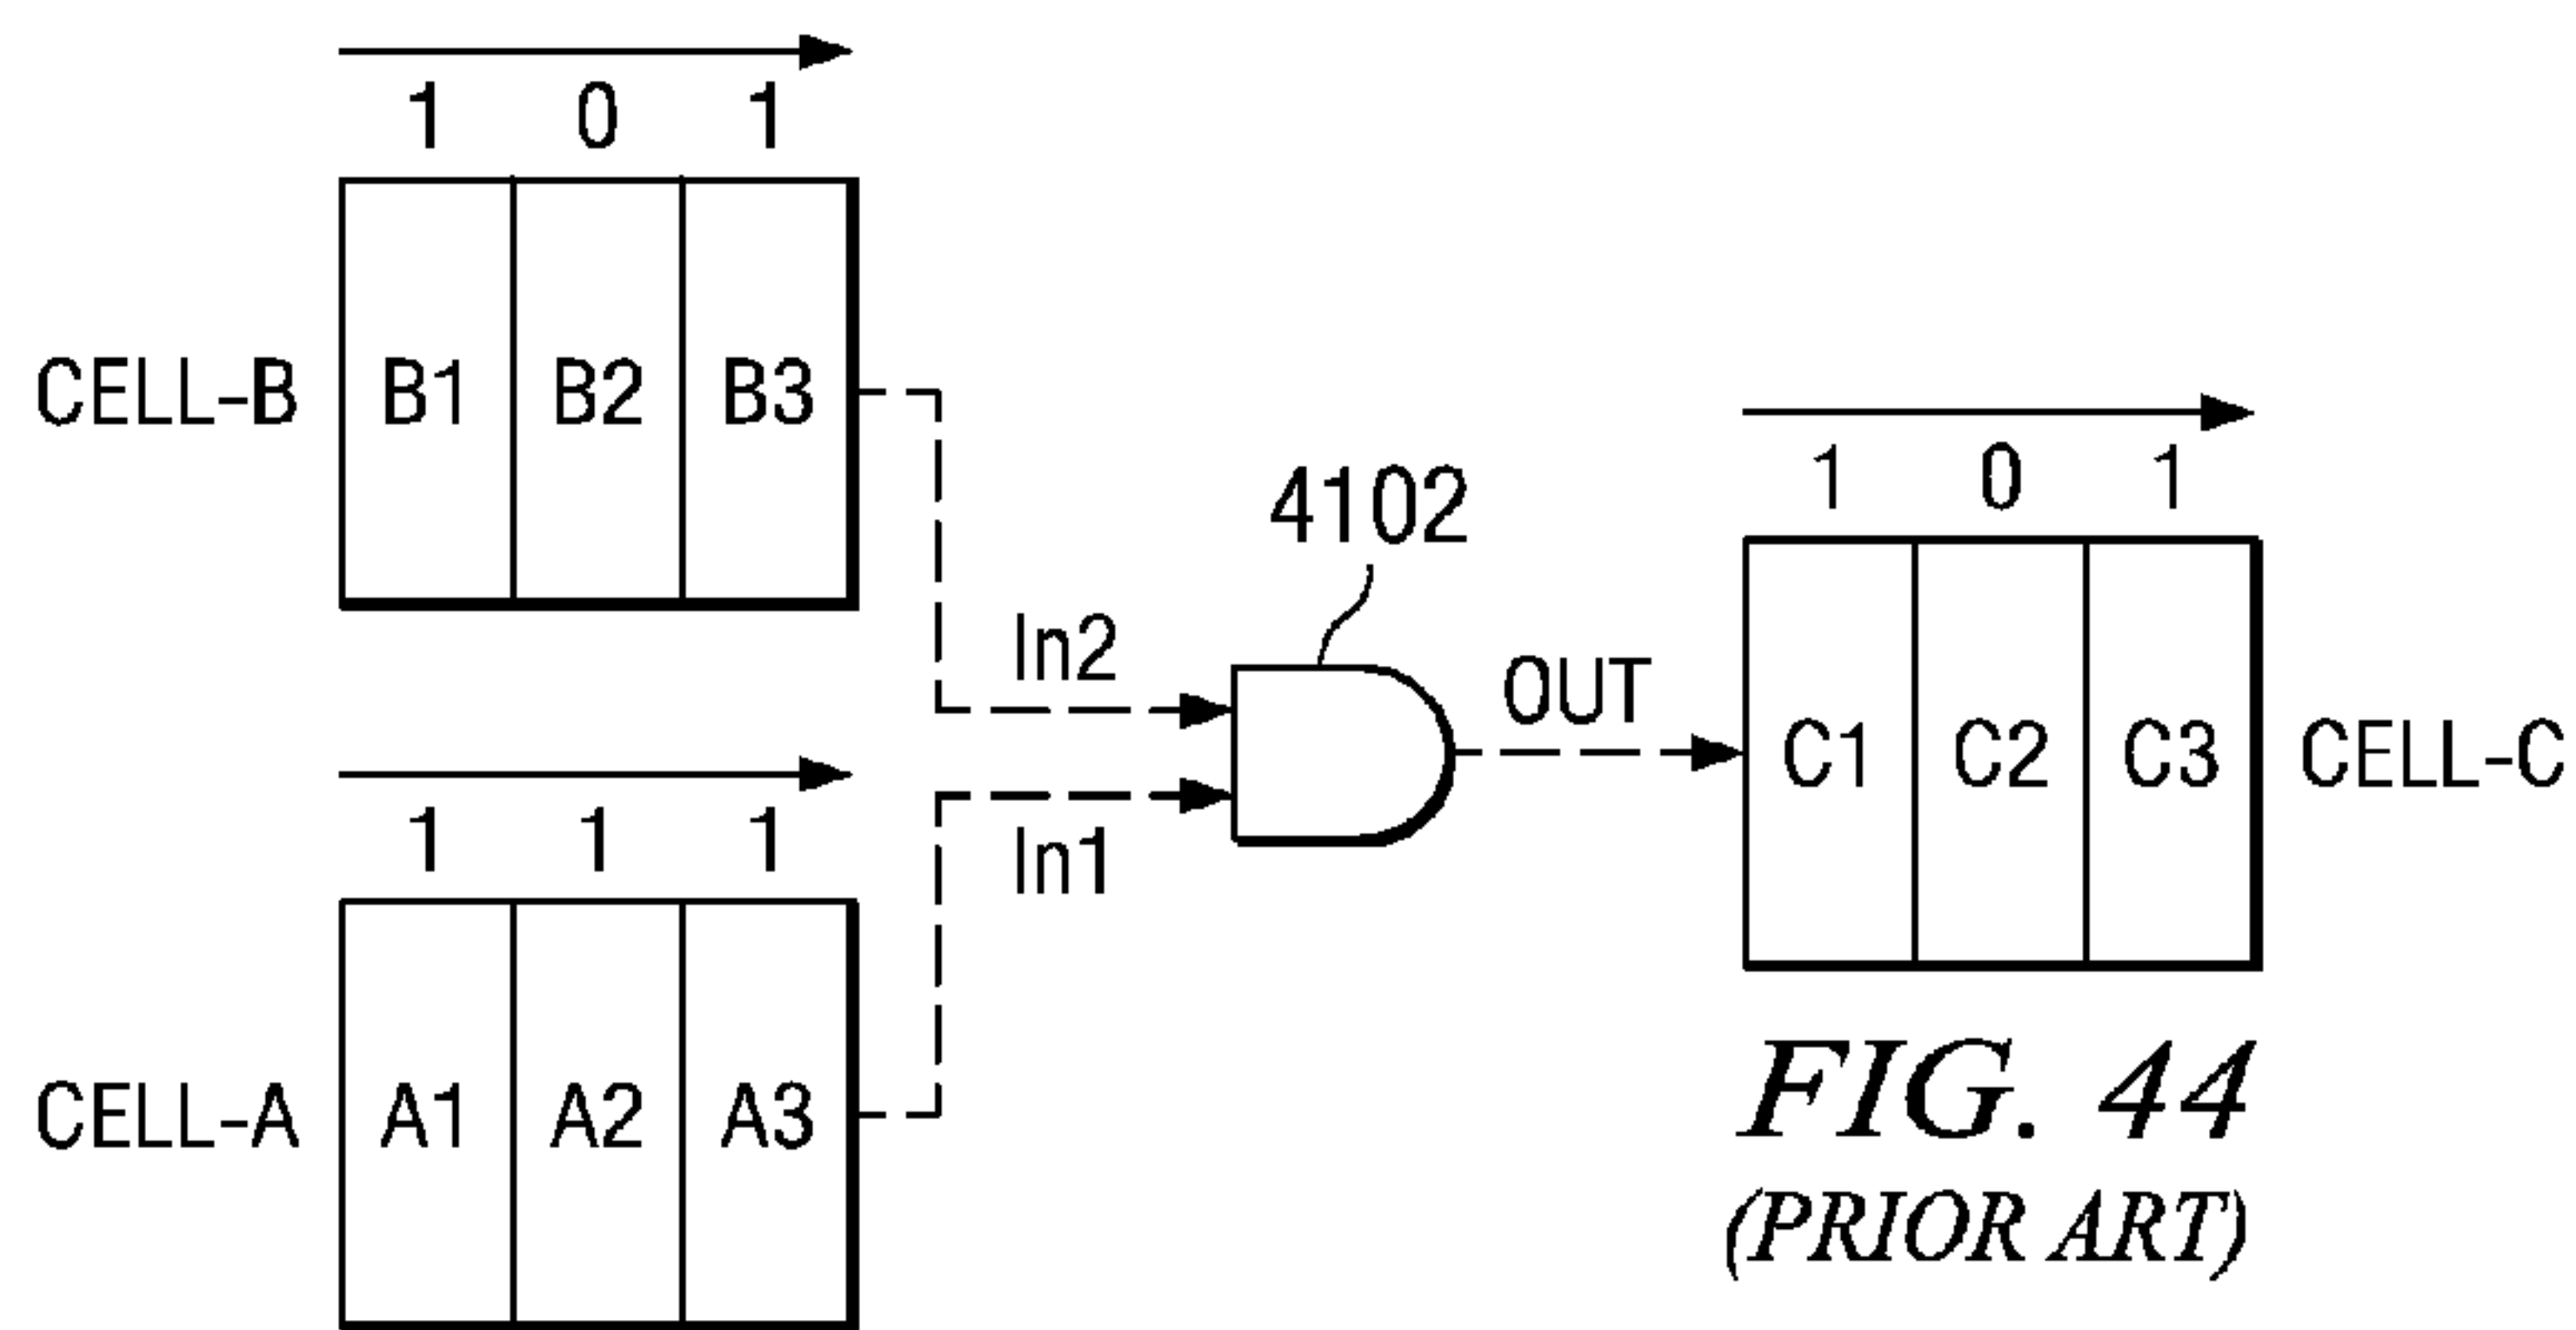 1 0 1
CELL-B B1 B2 B3
1 0 1
4102
In2
OUT
C1 C2 C3 CELL-C
1 1 1
In1
CELL-A A1 A2 A3
FIG. 44
(PRIOR ART)